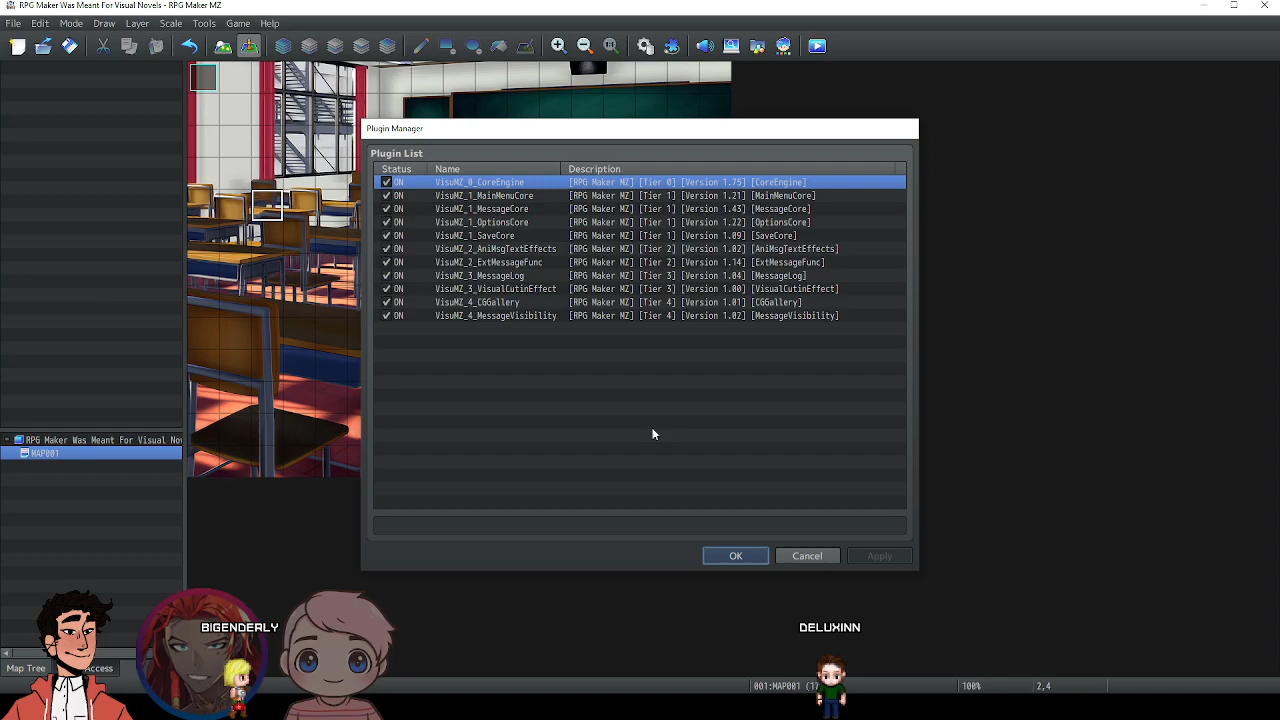 RPG Maker Was Meant For Visual Novels - RPG Maker MZ
File Edit Mode Draw Layer Scale Tools Game Help
Plugin Manager
Plugin List
Status Name Description
ON VisuMZ_0_CoreEngine [RPG Maker MZ] [Tier 0] [Version 1.75] [CoreEngine]
ON VisuMZ_1_MainMenuCore [RPG Maker MZ] [Tier 1] [Version 1.21] [MainMenuCore]
ON VisuMZ_1_MessageCore [RPG Maker MZ] [Tier 1] [Version 1.43] [MessageCore]
ON VisuMZ_1_OptionsCore [RPG Maker MZ] [Tier 1] [Version 1.22] [OptionsCore]
ON VisuMZ_1_SaveCore [RPG Maker MZ] [Tier 1] [Version 1.09] [SaveCore]
ON VisuMZ_2_AniMsgTextEffects [RPG Maker MZ] [Tier 2] [Version 1.02] [AniMsgTextEffects]
ON VisuMZ_2_ExtMessageFunc [RPG Maker MZ] [Tier 2] [Version 1.14] [ExtMessageFunc]
ON VisuMZ_3_MessageLog [RPG Maker MZ] [Tier 3] [Version 1.04] [MessageLog]
ON VisuMZ_3_VisualCutinEffect [RPG Maker MZ] [Tier 3] [Version 1.00] [VisualCutinEffect]
ON VisuMZ_4_CGGallery [RPG Maker MZ] [Tier 4] [Version 1.01] [CGGallery]
ON VisuMZ_4_MessageVisibility [RPG Maker MZ] [Tier 4] [Version 1.02] [MessageVisibility]
RPG Maker Was Meant For Visual Nov
MAP001
OK Cancel Apply
BIGENDERLY
DELUXINN
Map Tree Access
001:MAP001 (17 100% 2,4